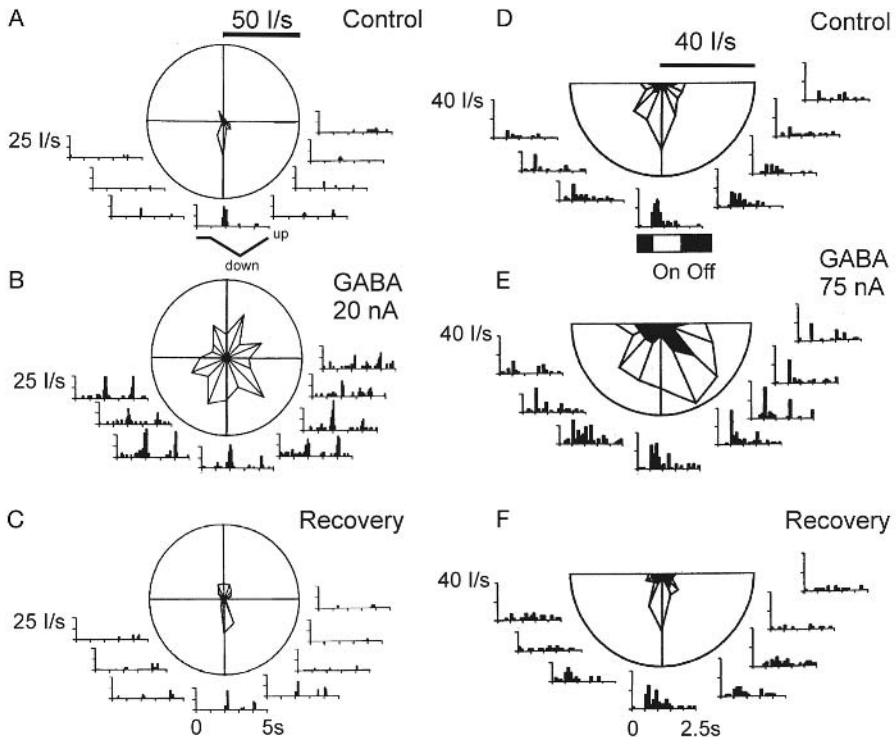 A
50 I/s
Control
25 I/s
up
down
B
GABA
20 nA
25 I/s
C
Recovery
25 I/s
0
5s
D
Control
40 I/s
40 I/s
On Off
E
GABA
75 nA
40 I/s
F
Recovery
40 I/s
0
2.5s